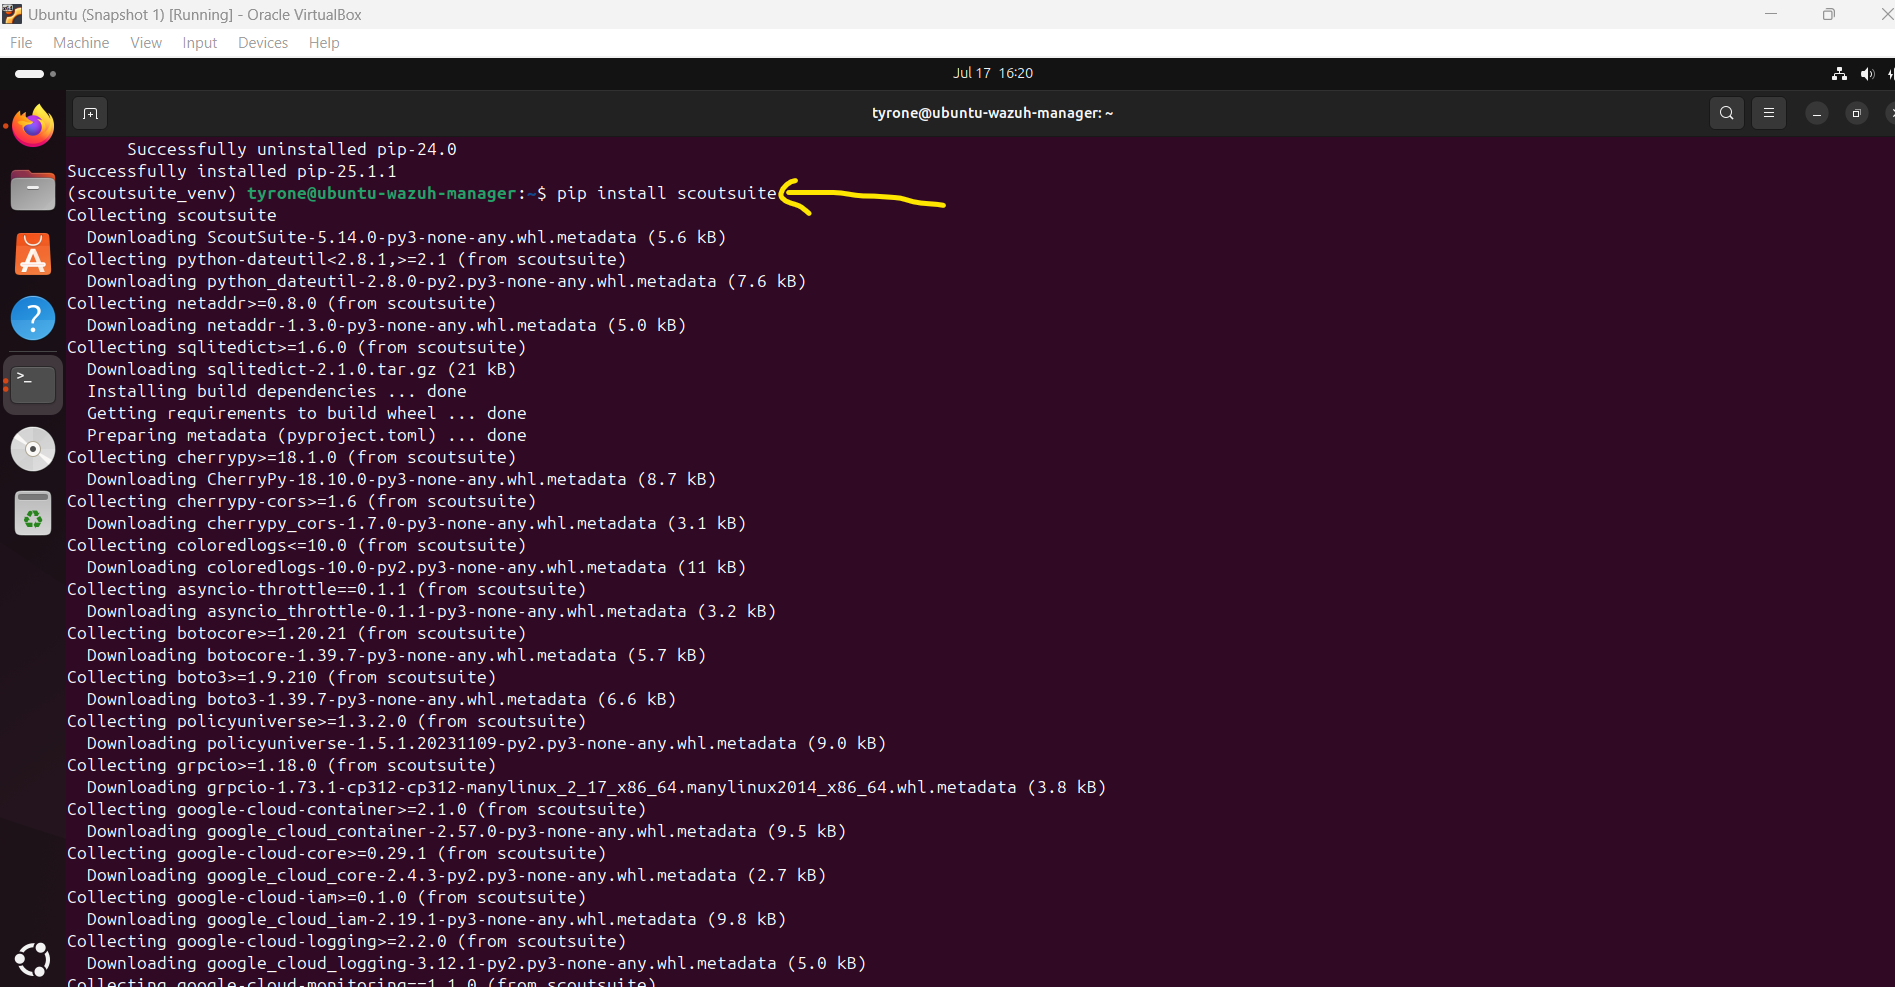 Ubuntu (Snapshot 1) [Running] - Oracle VirtualBox
File Machine View Input Devices Help
Jul 17 16:20
tyrone@ubuntu-wazuh-manager: ~
Successfully uninstalled pip-24.0
Successfully installed pip-25.1.1
(scoutsuite_venv) tyrone@ubuntu-wazuh-manager:~$ pip install scoutsuite
Collecting scoutsuite
Downloading ScoutSuite-5.14.0-py3-none-any.whl.metadata (5.6 kB)
Collecting python-dateutil<2.8.1,>=2.1 (from scoutsuite)
Downloading python_dateutil-2.8.0-py2.py3-none-any.whl.metadata (7.6 kB)
Collecting netaddr>=0.8.0 (from scoutsuite)
Downloading netaddr-1.3.0-py3-none-any.whl.metadata (5.0 kB)
Collecting sqlitedict>=1.6.0 (from scoutsuite)
Downloading sqlitedict-2.1.0.tar.gz (21 kB)
Installing build dependencies ... done
Getting requirements to build wheel ... done
Preparing metadata (pyproject.toml) ... done
Collecting cherrypy>=18.1.0 (from scoutsuite)
Downloading CherryPy-18.10.0-py3-none-any.whl.metadata (8.7 kB)
Collecting cherrypy-cors>=1.6 (from scoutsuite)
Downloading cherrypy_cors-1.7.0-py3-none-any.whl.metadata (3.1 kB)
Collecting coloredlogs<=10.0 (from scoutsuite)
Downloading coloredlogs-10.0-py2.py3-none-any.whl.metadata (11 kB)
Collecting asyncio-throttle==0.1.1 (from scoutsuite)
Downloading asyncio_throttle-0.1.1-py3-none-any.whl.metadata (3.2 kB)
Collecting botocore>=1.20.21 (from scoutsuite)
Downloading botocore-1.39.7-py3-none-any.whl.metadata (5.7 kB)
Collecting boto3>=1.9.210 (from scoutsuite)
Downloading boto3-1.39.7-py3-none-any.whl.metadata (6.6 kB)
Collecting policyuniverse>=1.3.2.0 (from scoutsuite)
Downloading policyuniverse-1.5.1.20231109-py2.py3-none-any.whl.metadata (9.0 kB)
Collecting grpcio>=1.18.0 (from scoutsuite)
Downloading grpcio-1.73.1-cp312-cp312-manylinux_2_17_x86_64.manylinux2014_x86_64.whl.metadata (3.8 kB)
Collecting google-cloud-container>=2.1.0 (from scoutsuite)
Downloading google_cloud_container-2.57.0-py3-none-any.whl.metadata (9.5 kB)
Collecting google-cloud-core>=0.29.1 (from scoutsuite)
Downloading google_cloud_core-2.4.3-py2.py3-none-any.whl.metadata (2.7 kB)
Collecting google-cloud-iam>=0.1.0 (from scoutsuite)
Downloading google_cloud_iam-2.19.1-py3-none-any.whl.metadata (9.8 kB)
Collecting google-cloud-logging>=2.2.0 (from scoutsuite)
Downloading google_cloud_logging-3.12.1-py2.py3-none-any.whl.metadata (5.0 kB)
Collecting google-cloud-monitoring==1.1.0 (from scoutsuite)